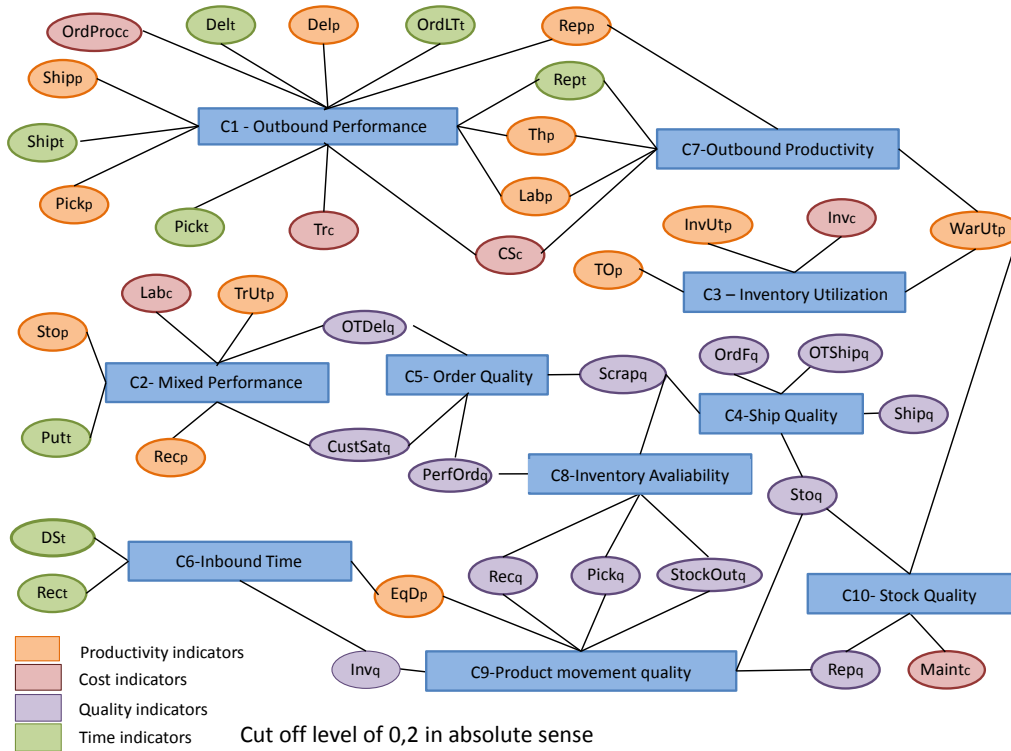 OrdProcc
Delt
Delp
OrdLTt
Repp
Shipp
Rept
C1 - Outbound Performance
Shipt
Thp
C7-Outbound Productivity
Pickp
Labp
Pickt
Trc
CSc
InvUtp
Invc
WarUtp
TOp
C3 – Inventory Utilization
Labc
TrUtp
Stop
OTDelq
OrdFq
OTShipq
C2- Mixed Performance
C5- Order Quality
Scrapq
C4-Ship Quality
Shipq
Putt
Recp
CustSatq
PerfOrdq
C8-Inventory Avaliability
Stoq
DSt
C6-Inbound Time
Recq
Pickq
StockOutq
Rect
EqDp
C10- Stock Quality
Productivity indicators
Invq
C9-Product movement quality
Repq
Maintc
Cost indicators
Quality indicators
Time indicators
Cut off level of 0,2 in absolute sense